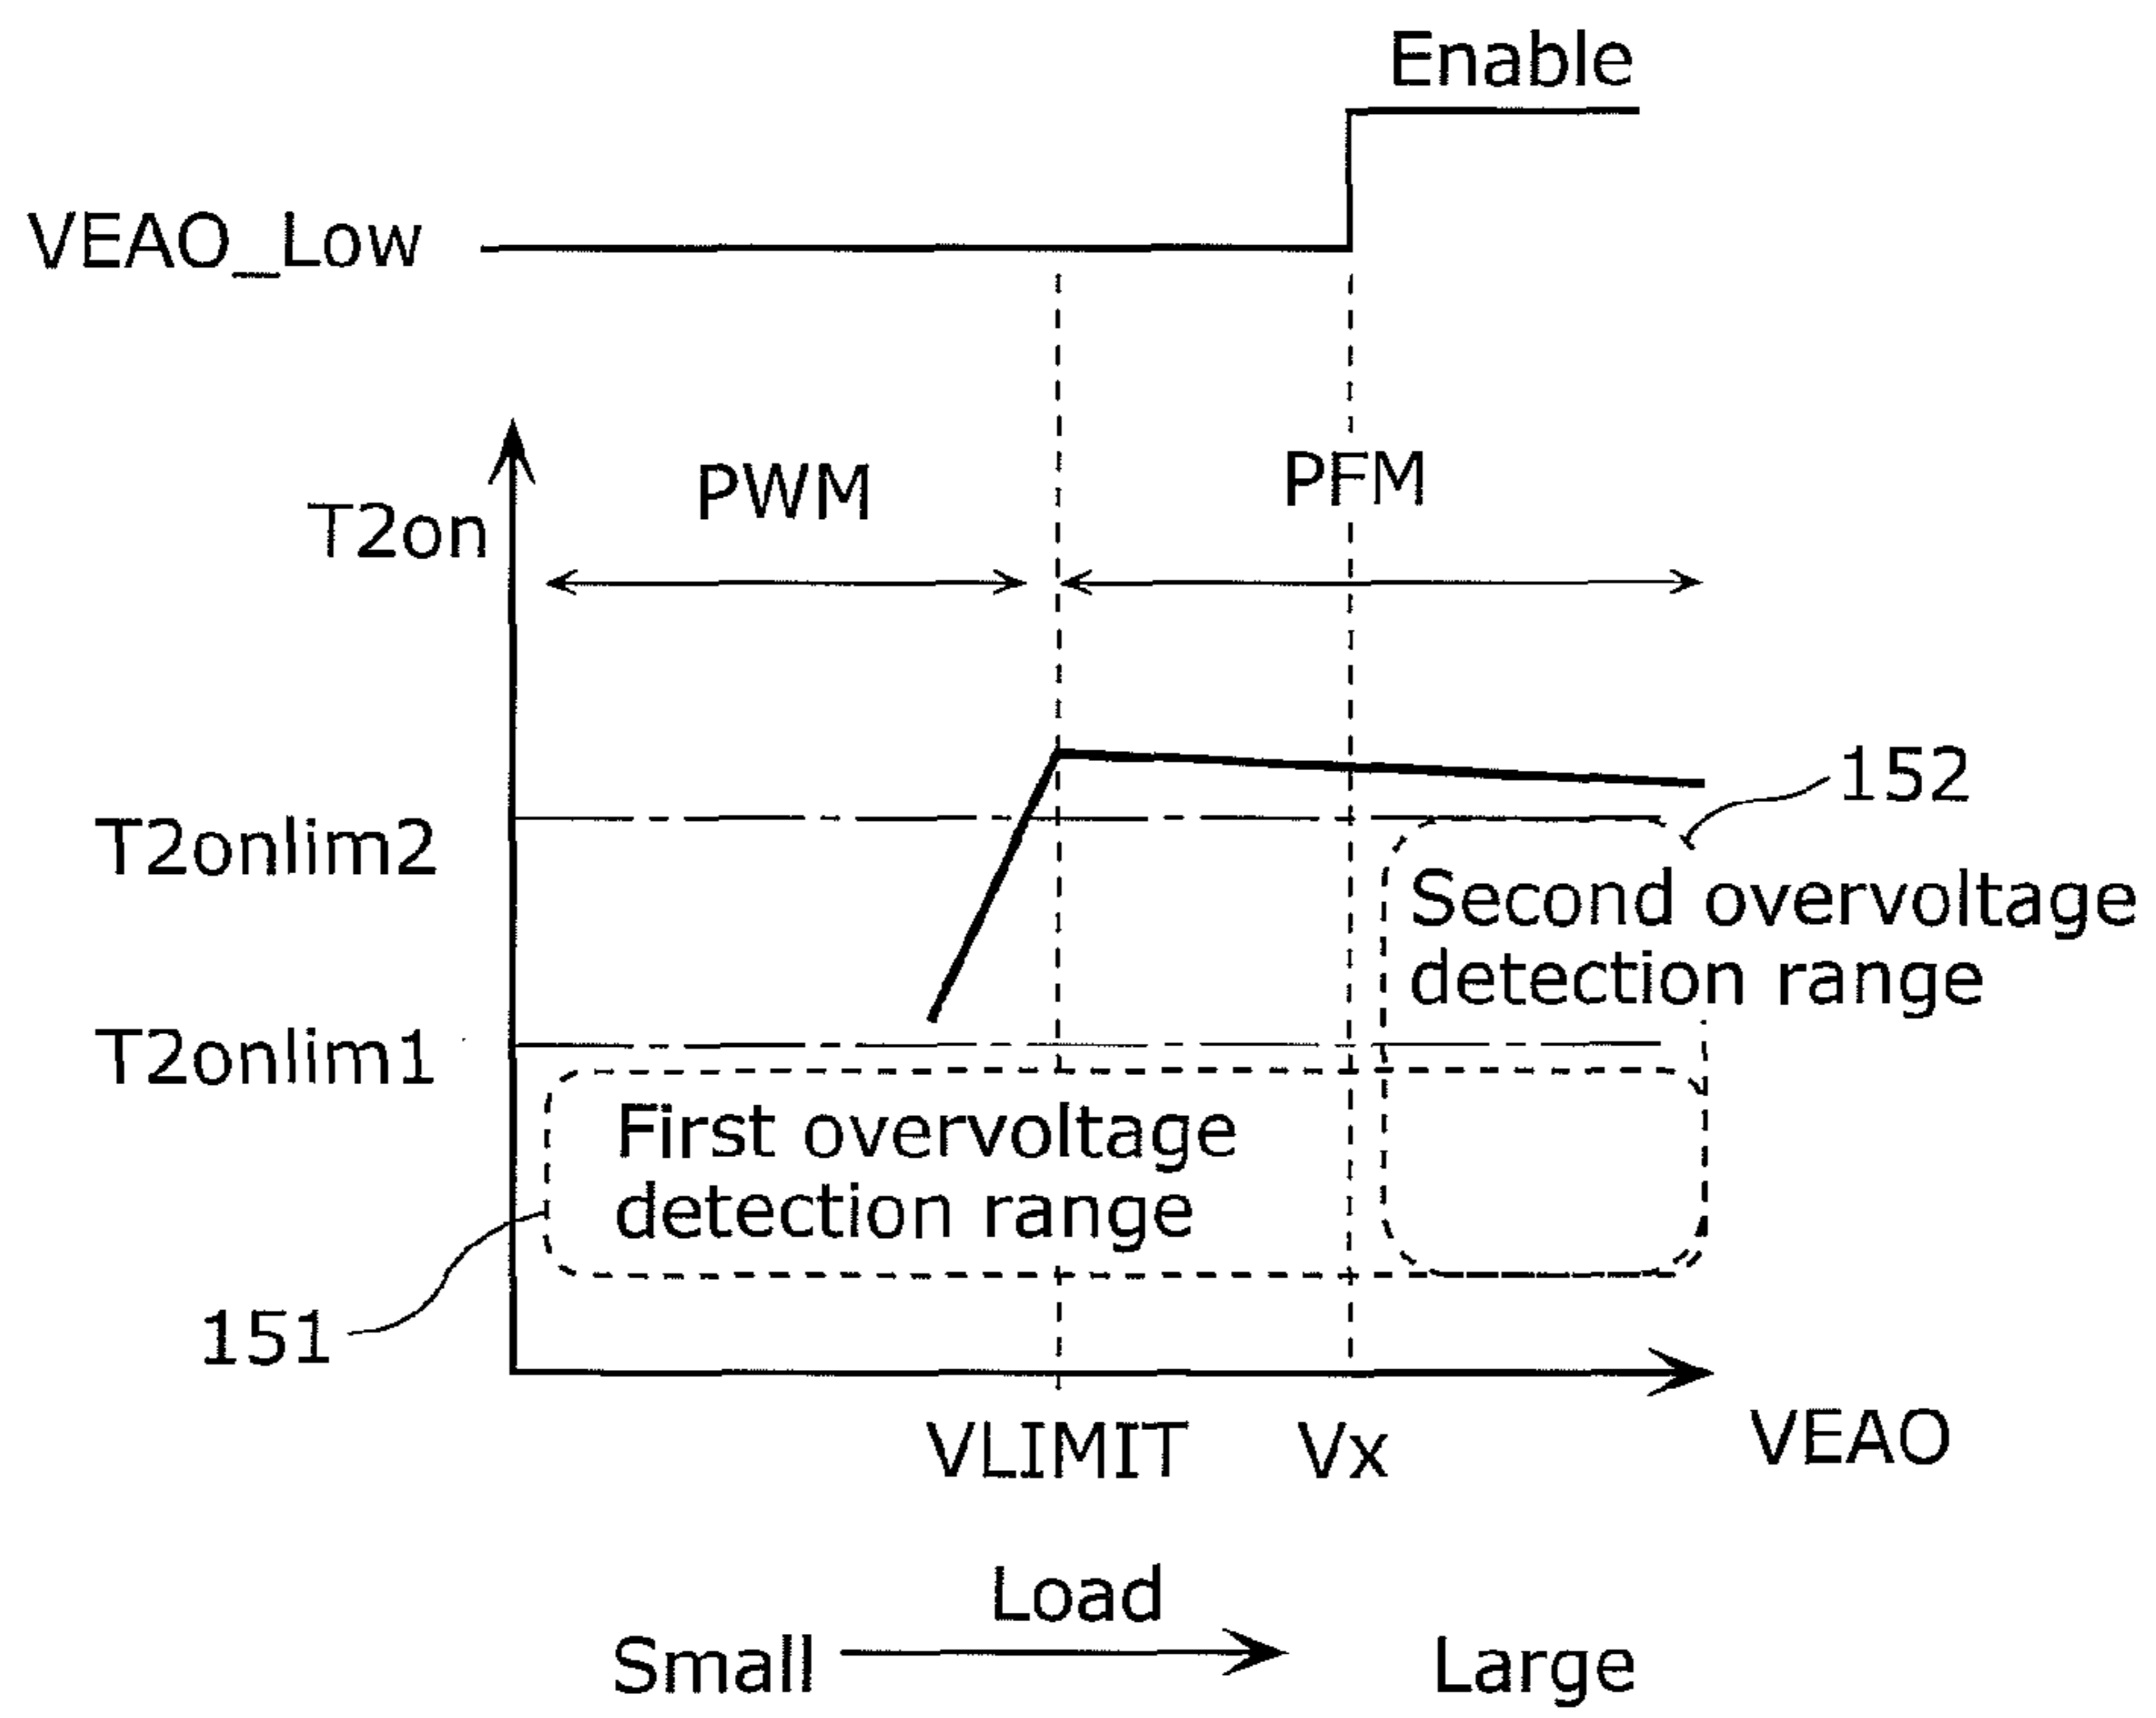 Enable
VEAO_Low
PWM
PFM
T2on
152
T2onlim2
Second overvoltage
detection range
T2onlim1
First overvoltage
detection range
151
VLIMIT
Vx
VEAO
Load
Small
Large